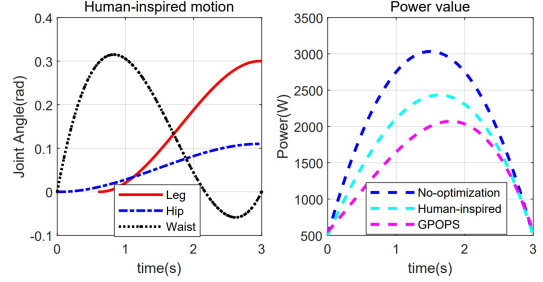 Human-inspired motion
0.4
0.3
0.2
0.1
0
-0.1
Joint Angle(rad)
Leg
Hip
Waist
0 1 2 3
time(s)
Power value
3500
3000
2500
2000
1500
1000
500
Power(W)
No-optimization
Human-inspired
GPOPS
0 1 2 3
time(s)